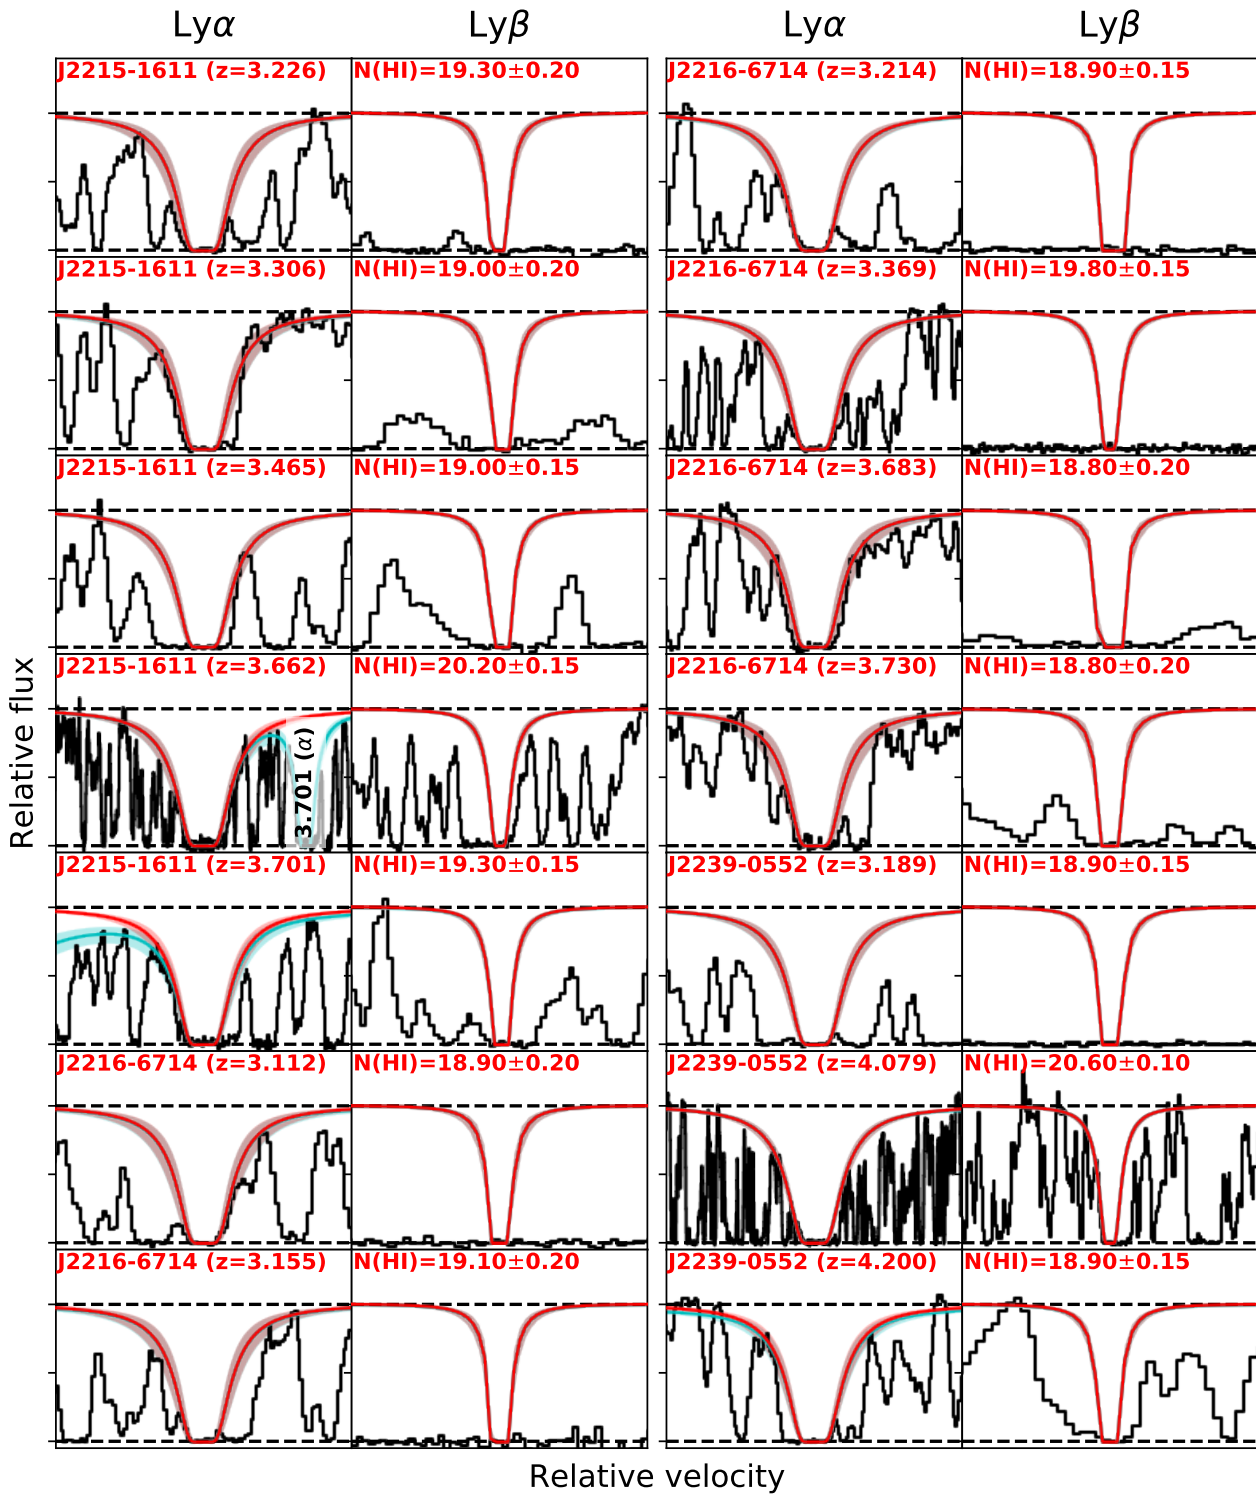 Lyα Lyβ Lyα Lyβ
J2215-1611 (z=3.226) N(HI)=19.30±0.20 J2216-6714 (z=3.214) N(HI)=18.90±0.15
J2215-1611 (z=3.306) N(HI)=19.00±0.20 J2216-6714 (z=3.369) N(HI)=19.80±0.15
J2215-1611 (z=3.465) N(HI)=19.00±0.15 J2216-6714 (z=3.683) N(HI)=18.80±0.20
J2215-1611 (z=3.662) N(HI)=20.20±0.15 J2216-6714 (z=3.730) N(HI)=18.80±0.20
3.701 (α)
Relative flux
J2215-1611 (z=3.701) N(HI)=19.30±0.15 J2239-0552 (z=3.189) N(HI)=18.90±0.15
J2216-6714 (z=3.112) N(HI)=18.90±0.20 J2239-0552 (z=4.079) N(HI)=20.60±0.10
J2216-6714 (z=3.155) N(HI)=19.10±0.20 J2239-0552 (z=4.200) N(HI)=18.90±0.15
Relative velocity